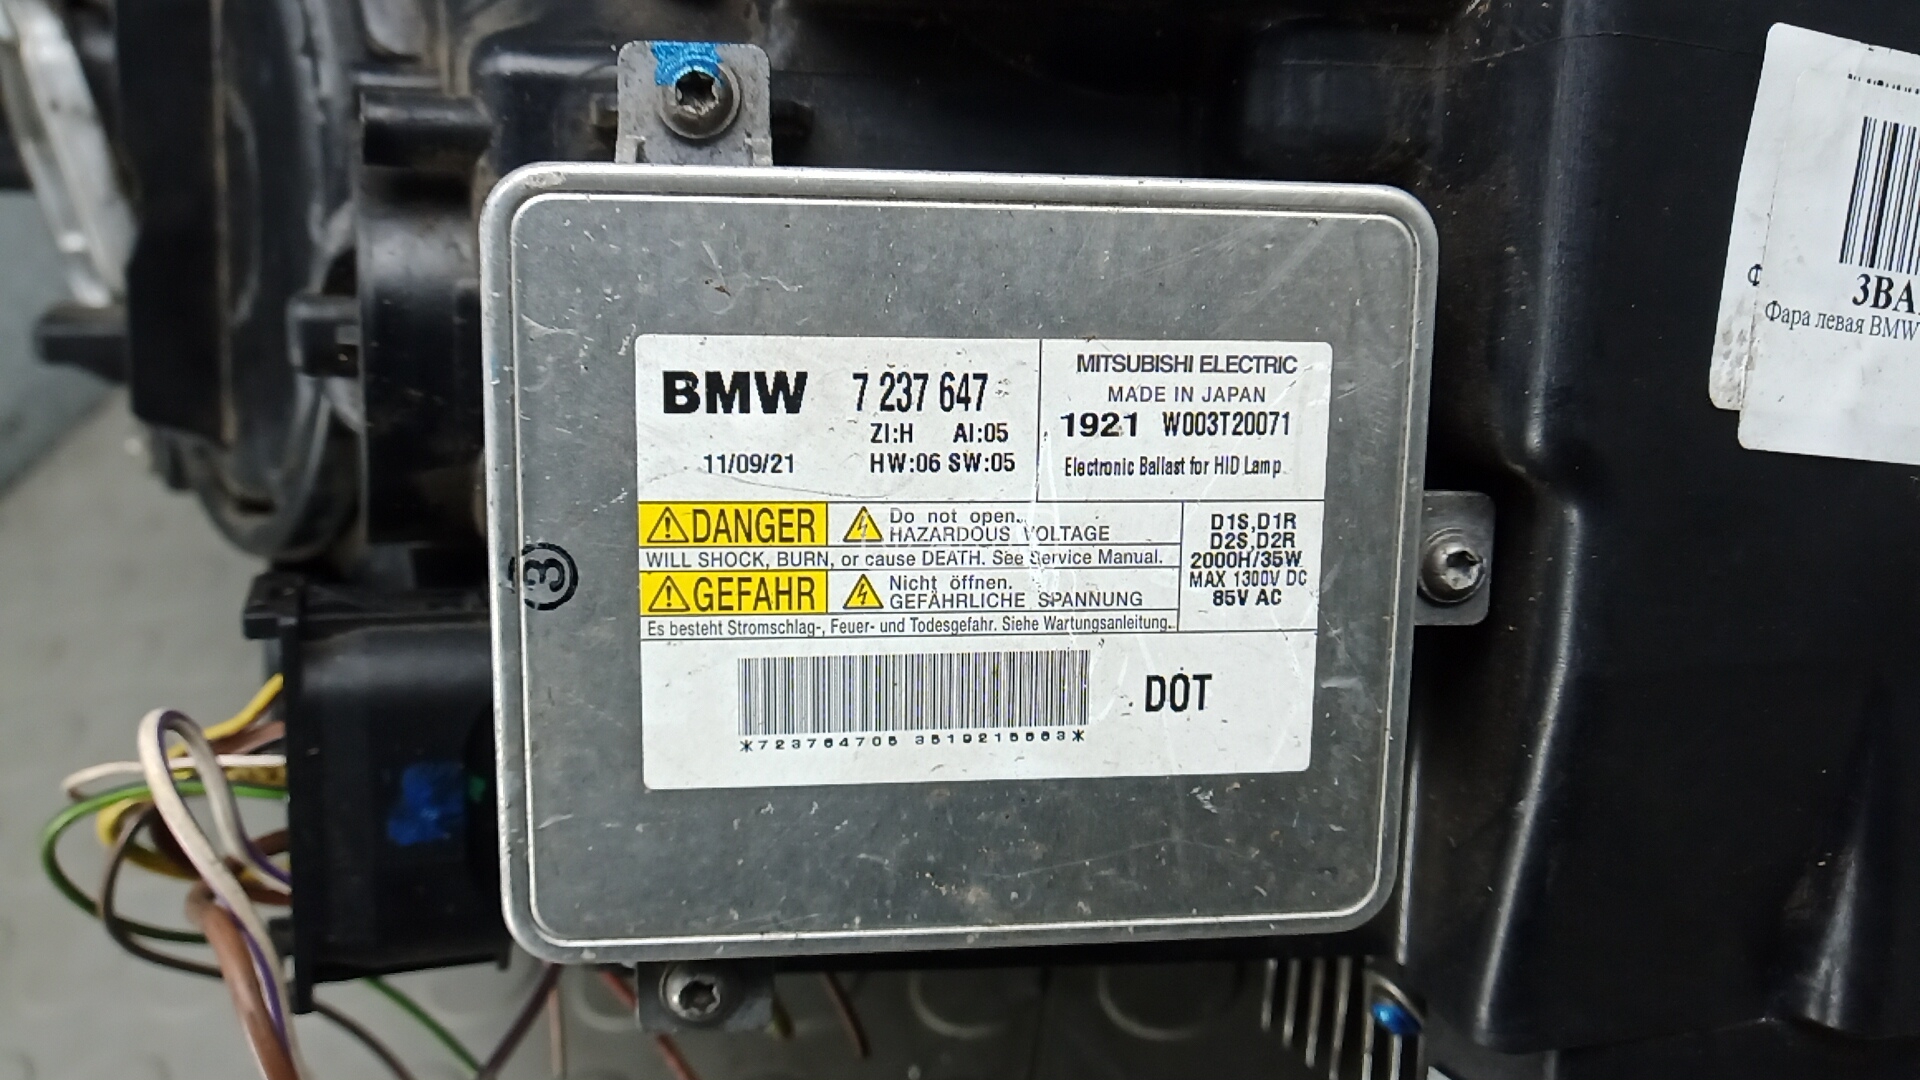 BMW 7 237 647
ZI:H AI:05
11/09/21 HW:06 SW:05
MITSUBISHI ELECTRIC
MADE IN JAPAN
1921 W003T20071
Electronic Ballast for HID Lamp
DANGER
Do not open.
HAZARDOUS VOLTAGE
WILL SHOCK, BURN, or cause DEATH. See Service Manual.
GEFAHR
Nicht öffnen.
GEFÄHRLICHE SPANNUNG
Es besteht Stromschlag-, Feuer- und Todesgefahr. Siehe Wartungsanleitung.
D1S,D1R
D2S,D2R
2000H/35W
MAX 1300V DC
85V AC
*723764705 3519215663*
DOT
3
3BA
Фара левая BMW